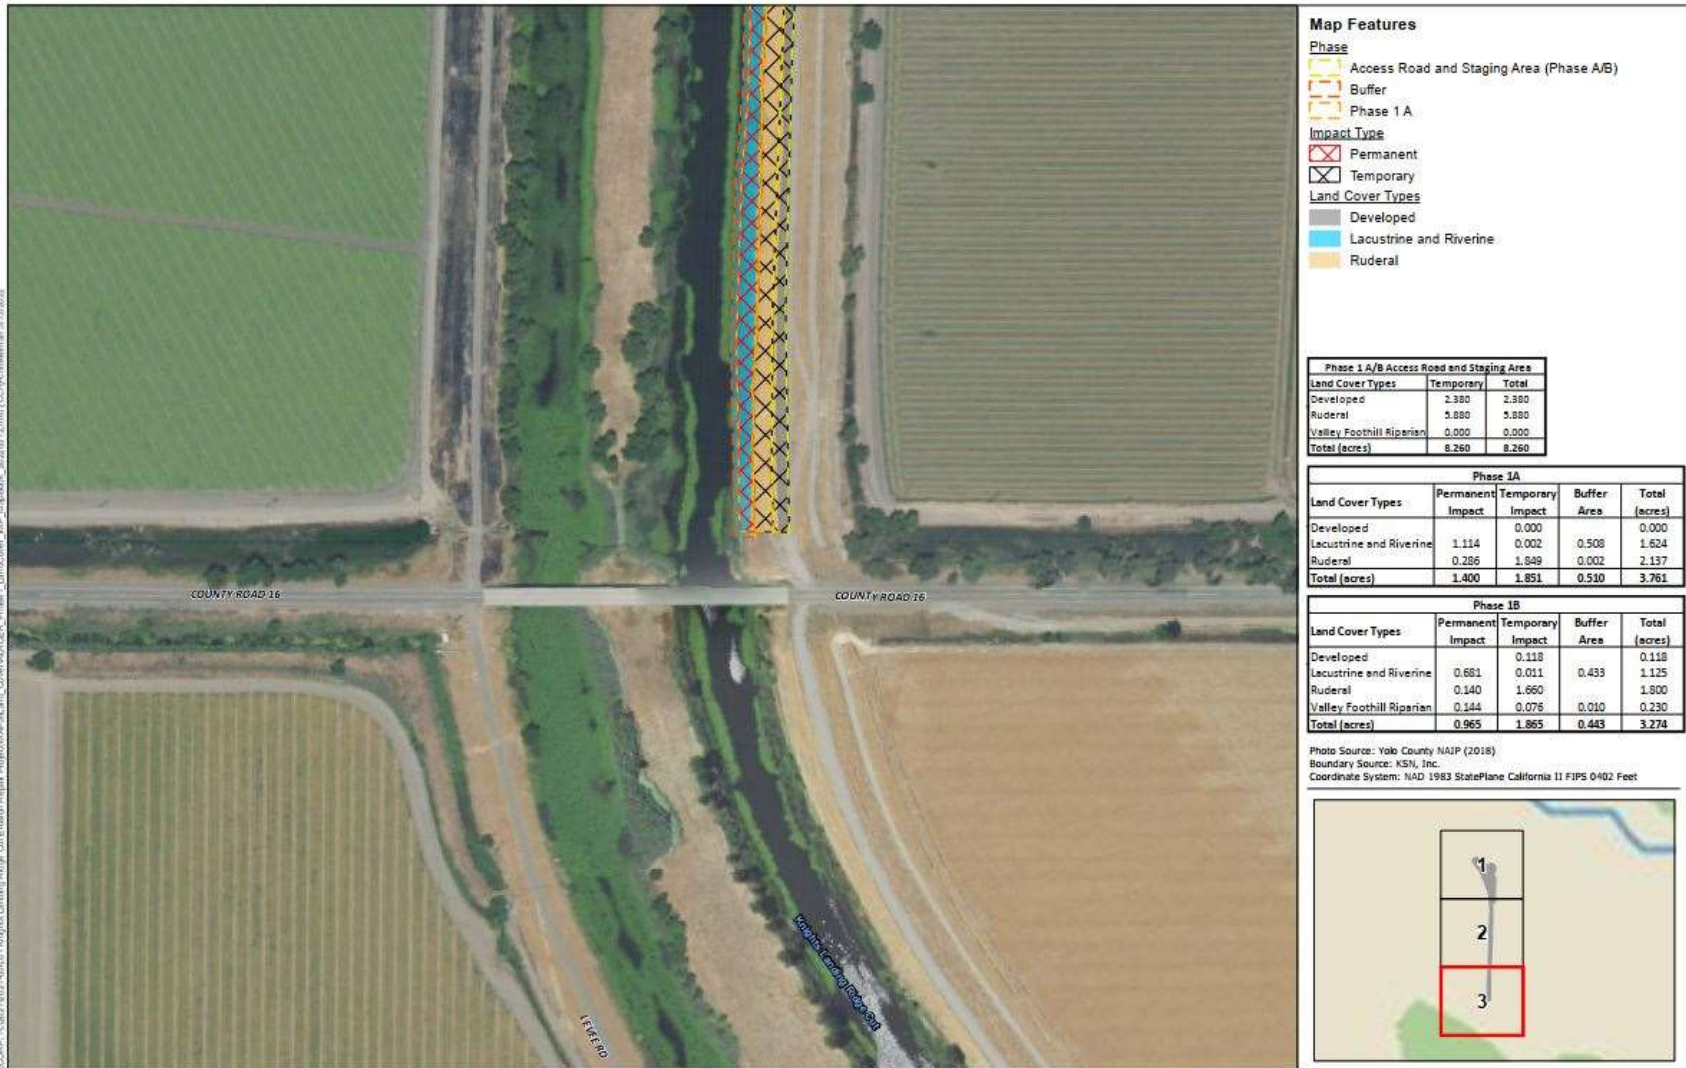 Map Features
Phase
Access Road and Staging Area (Phase A/B)
Buffer
Phase 1 A
Impact Type
Permanent
Temporary
Land Cover Types
Developed
Lacustrine and Riverine
Ruderal
Phase 1 A/B Access Road and Staging Area
Land Cover Types Temporary Total
Developed 2.380 2.380
Ruderal 5.880 5.880
Valley Foothill Riparian 0.000 0.000
Total (acres) 8.260 8.260
Phase 1A
Land Cover Types Permanent Impact Temporary Impact Buffer Area Total (acres)
Developed 0.000 0.000
Lacustrine and Riverine 1.114 0.002 0.508 1.624
Ruderal 0.286 1.849 0.002 2.137
Total (acres) 1.400 1.851 0.510 3.761
Phase 1B
Land Cover Types Permanent Impact Temporary Impact Buffer Area Total (acres)
Developed 0.118 0.118
Lacustrine and Riverine 0.681 0.011 0.433 1.125
Ruderal 0.140 1.660 1.800
Valley Foothill Riparian 0.144 0.076 0.010 0.230
Total (acres) 0.965 1.865 0.443 3.274
Photo Source: Yolo County NAIP (2018)
Boundary Source: KSN, Inc.
Coordinate System: NAD 1983 StatePlane California II FIPS 0402 Feet
1
2
3
COUNTY ROAD 16
COUNTY ROAD 16
Knights Landing Ridge Cut
LEVEE RD